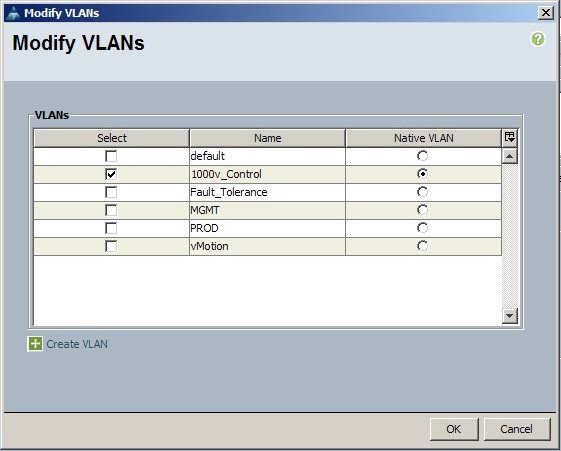 Modify VLANs
Modify VLANs
VLANs
Select Name Native VLAN
default
1000v_Control
Fault_Tolerance
MGMT
PROD
vMotion
Create VLAN
OK Cancel